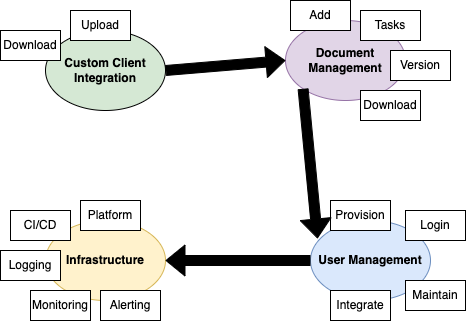 Upload
Download
Custom Client
Integration
Add
Tasks
Document
Management
Version
Download
Platform
CI/CD
Infrastructure
Logging
Monitoring
Alerting
Provision
Login
User Management
Maintain
Integrate